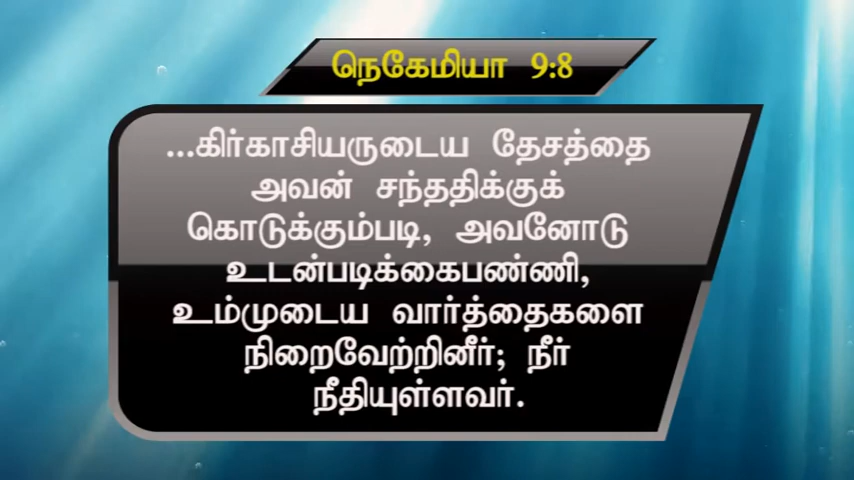 நெகேமியா 9:8
...கிர்காசியருடைய தேசத்தை
அவன் சந்ததிக்குக்
கொடுக்கும்படி, அவனோடு
உடன்படிக்கைபண்ணி,
உம்முடைய வார்த்தைகளை
நிறைவேற்றினீர்; நீர்
நீதியுள்ளவர்.